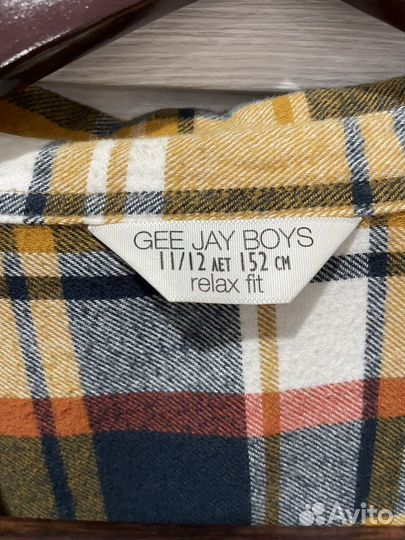 GEE JAY BOYS
11/12 ЛЕТ 152 СМ
relax fit
Avito